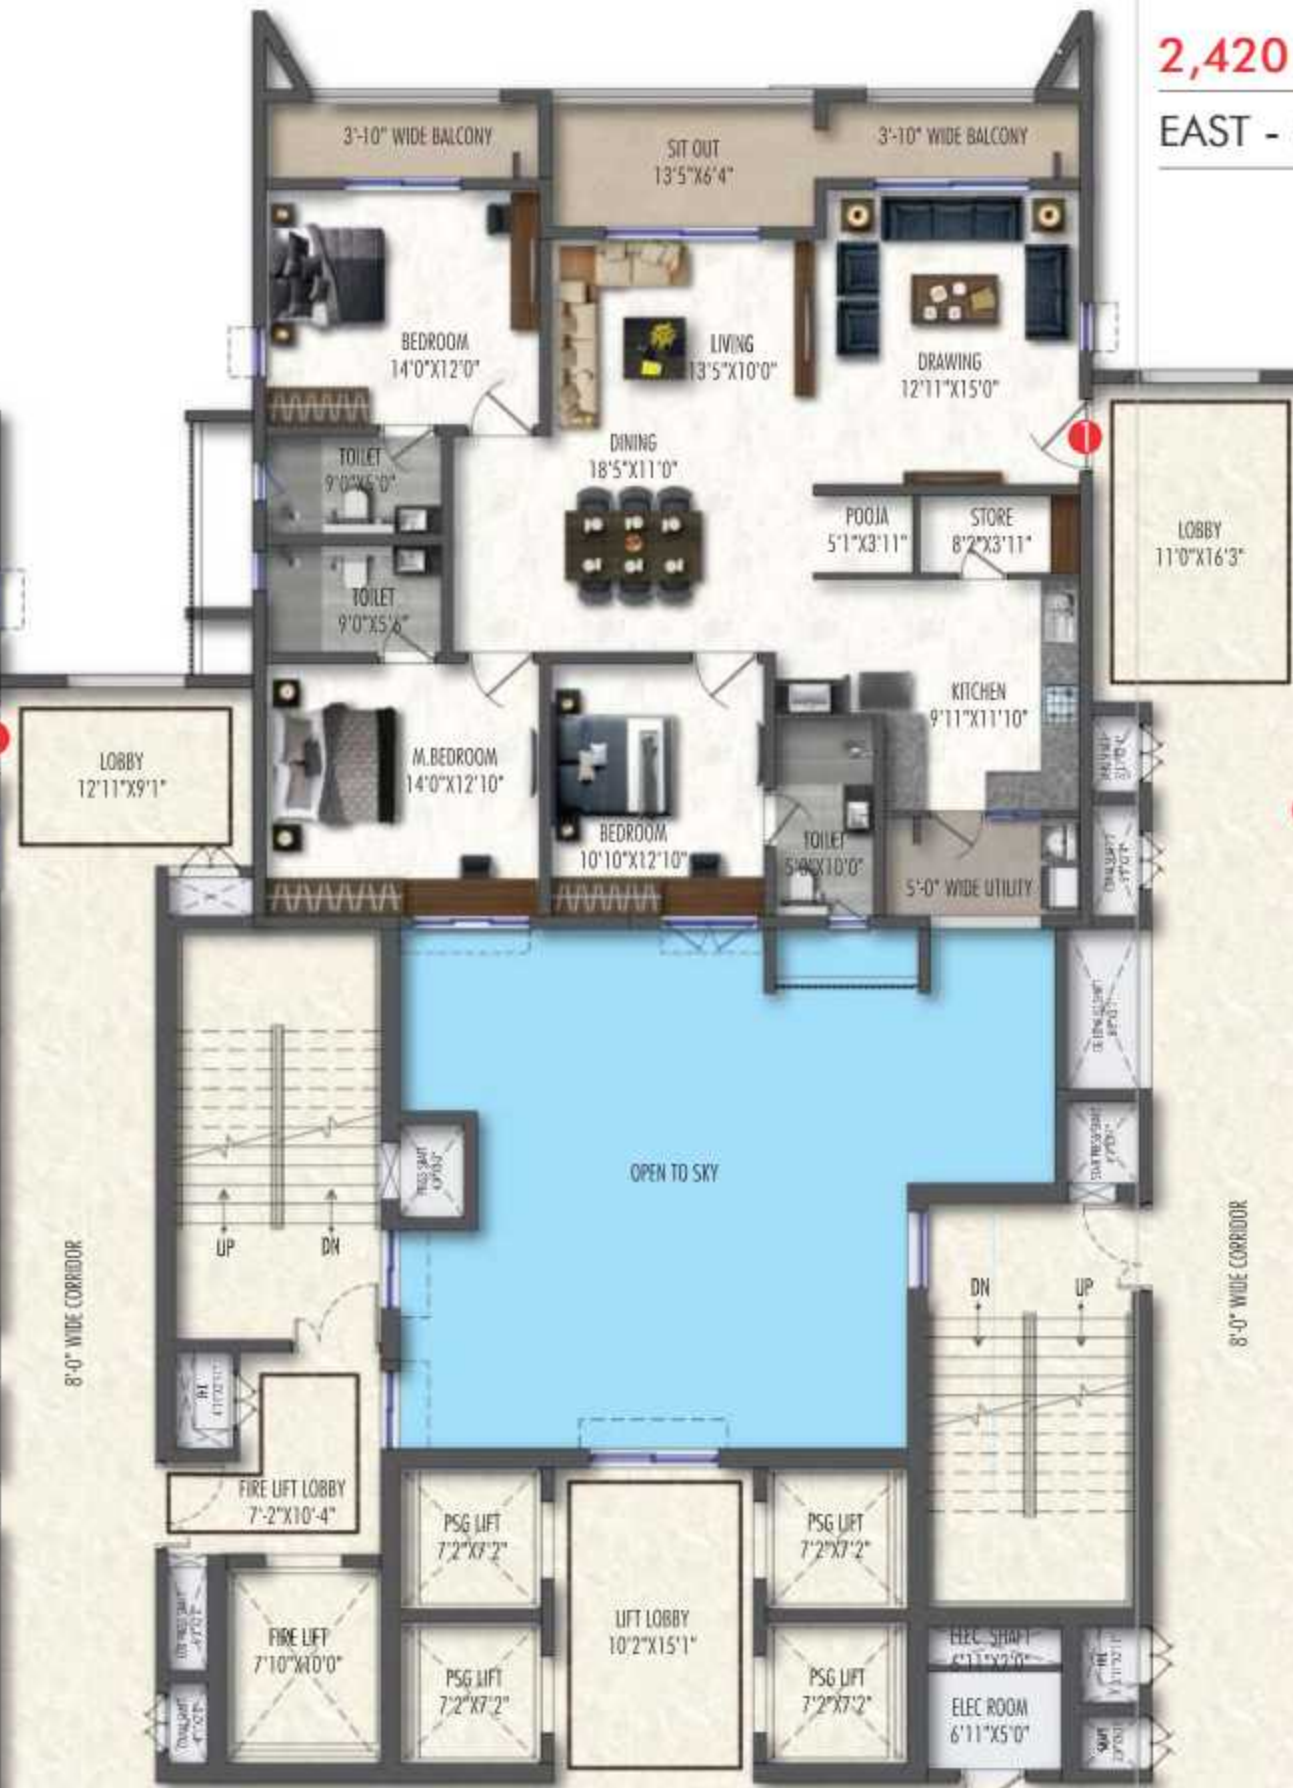 2,420
EAST -
3'-10" WIDE BALCONY
SIT OUT
13'5"X6'4"
3'-10" WIDE BALCONY
BEDROOM
14'0"X12'0"
LIVING
13'5"X10'0"
DRAWING
12'11"X15'0"
1
DINING
18'5"X11'0"
TOILET
9'0"X5'0"
POOJA
5'1"X3'11"
STORE
8'2"X3'11"
LOBBY
11'0"X16'3"
TOILET
9'0"X5'6"
KITCHEN
9'11"X11'10"
LOBBY
12'11"X9'1"
M.BEDROOM
14'0"X12'10"
BEDROOM
10'10"X12'10"
TOILET
5'0"X10'0"
5'-0" WIDE UTILITY
OPEN TO SKY
UP
DN
DN
UP
8'-0" WIDE CORRIDOR
8'-0" WIDE CORRIDOR
FIRE LIFT LOBBY
7'-2"X10'-4"
PSG LIFT
7'2"X7'2"
PSG LIFT
7'2"X7'2"
LIFT LOBBY
10'2"X15'1"
FIRE LIFT
7'10"X10'0"
PSG LIFT
7'2"X7'2"
PSG LIFT
7'2"X7'2"
ELEC. SHAFT
6'11"X2'0"
ELEC ROOM
6'11"X5'0"